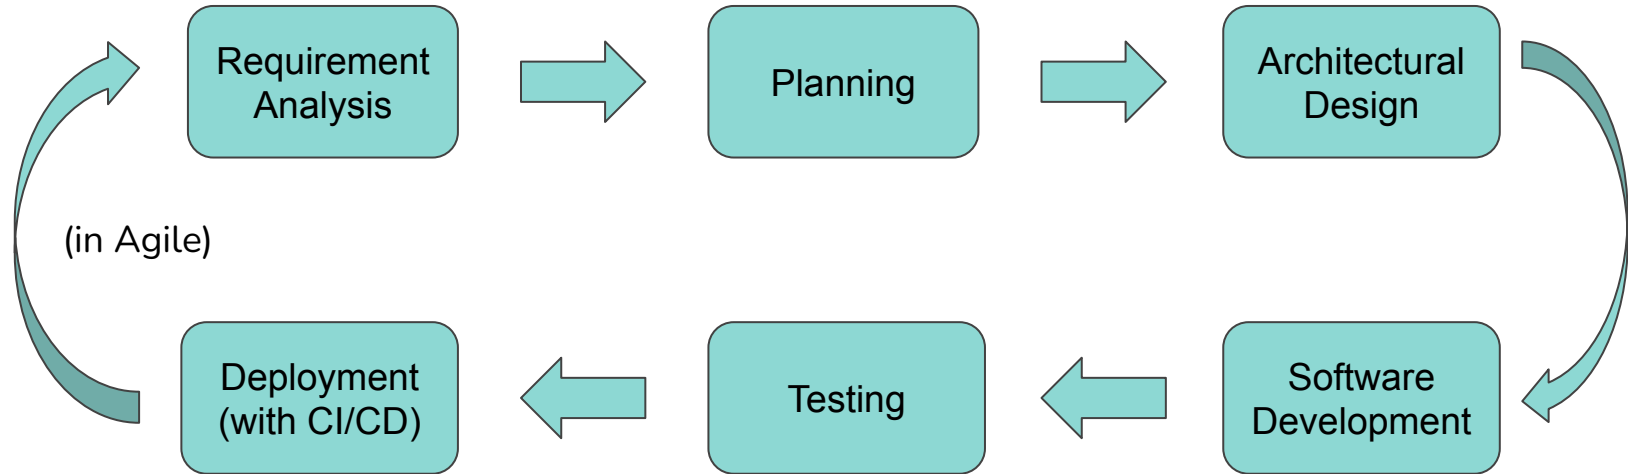 Requirement
Analysis
Planning
Architectural
Design
(in Agile)
Deployment
(with CI/CD)
Testing
Software
Development